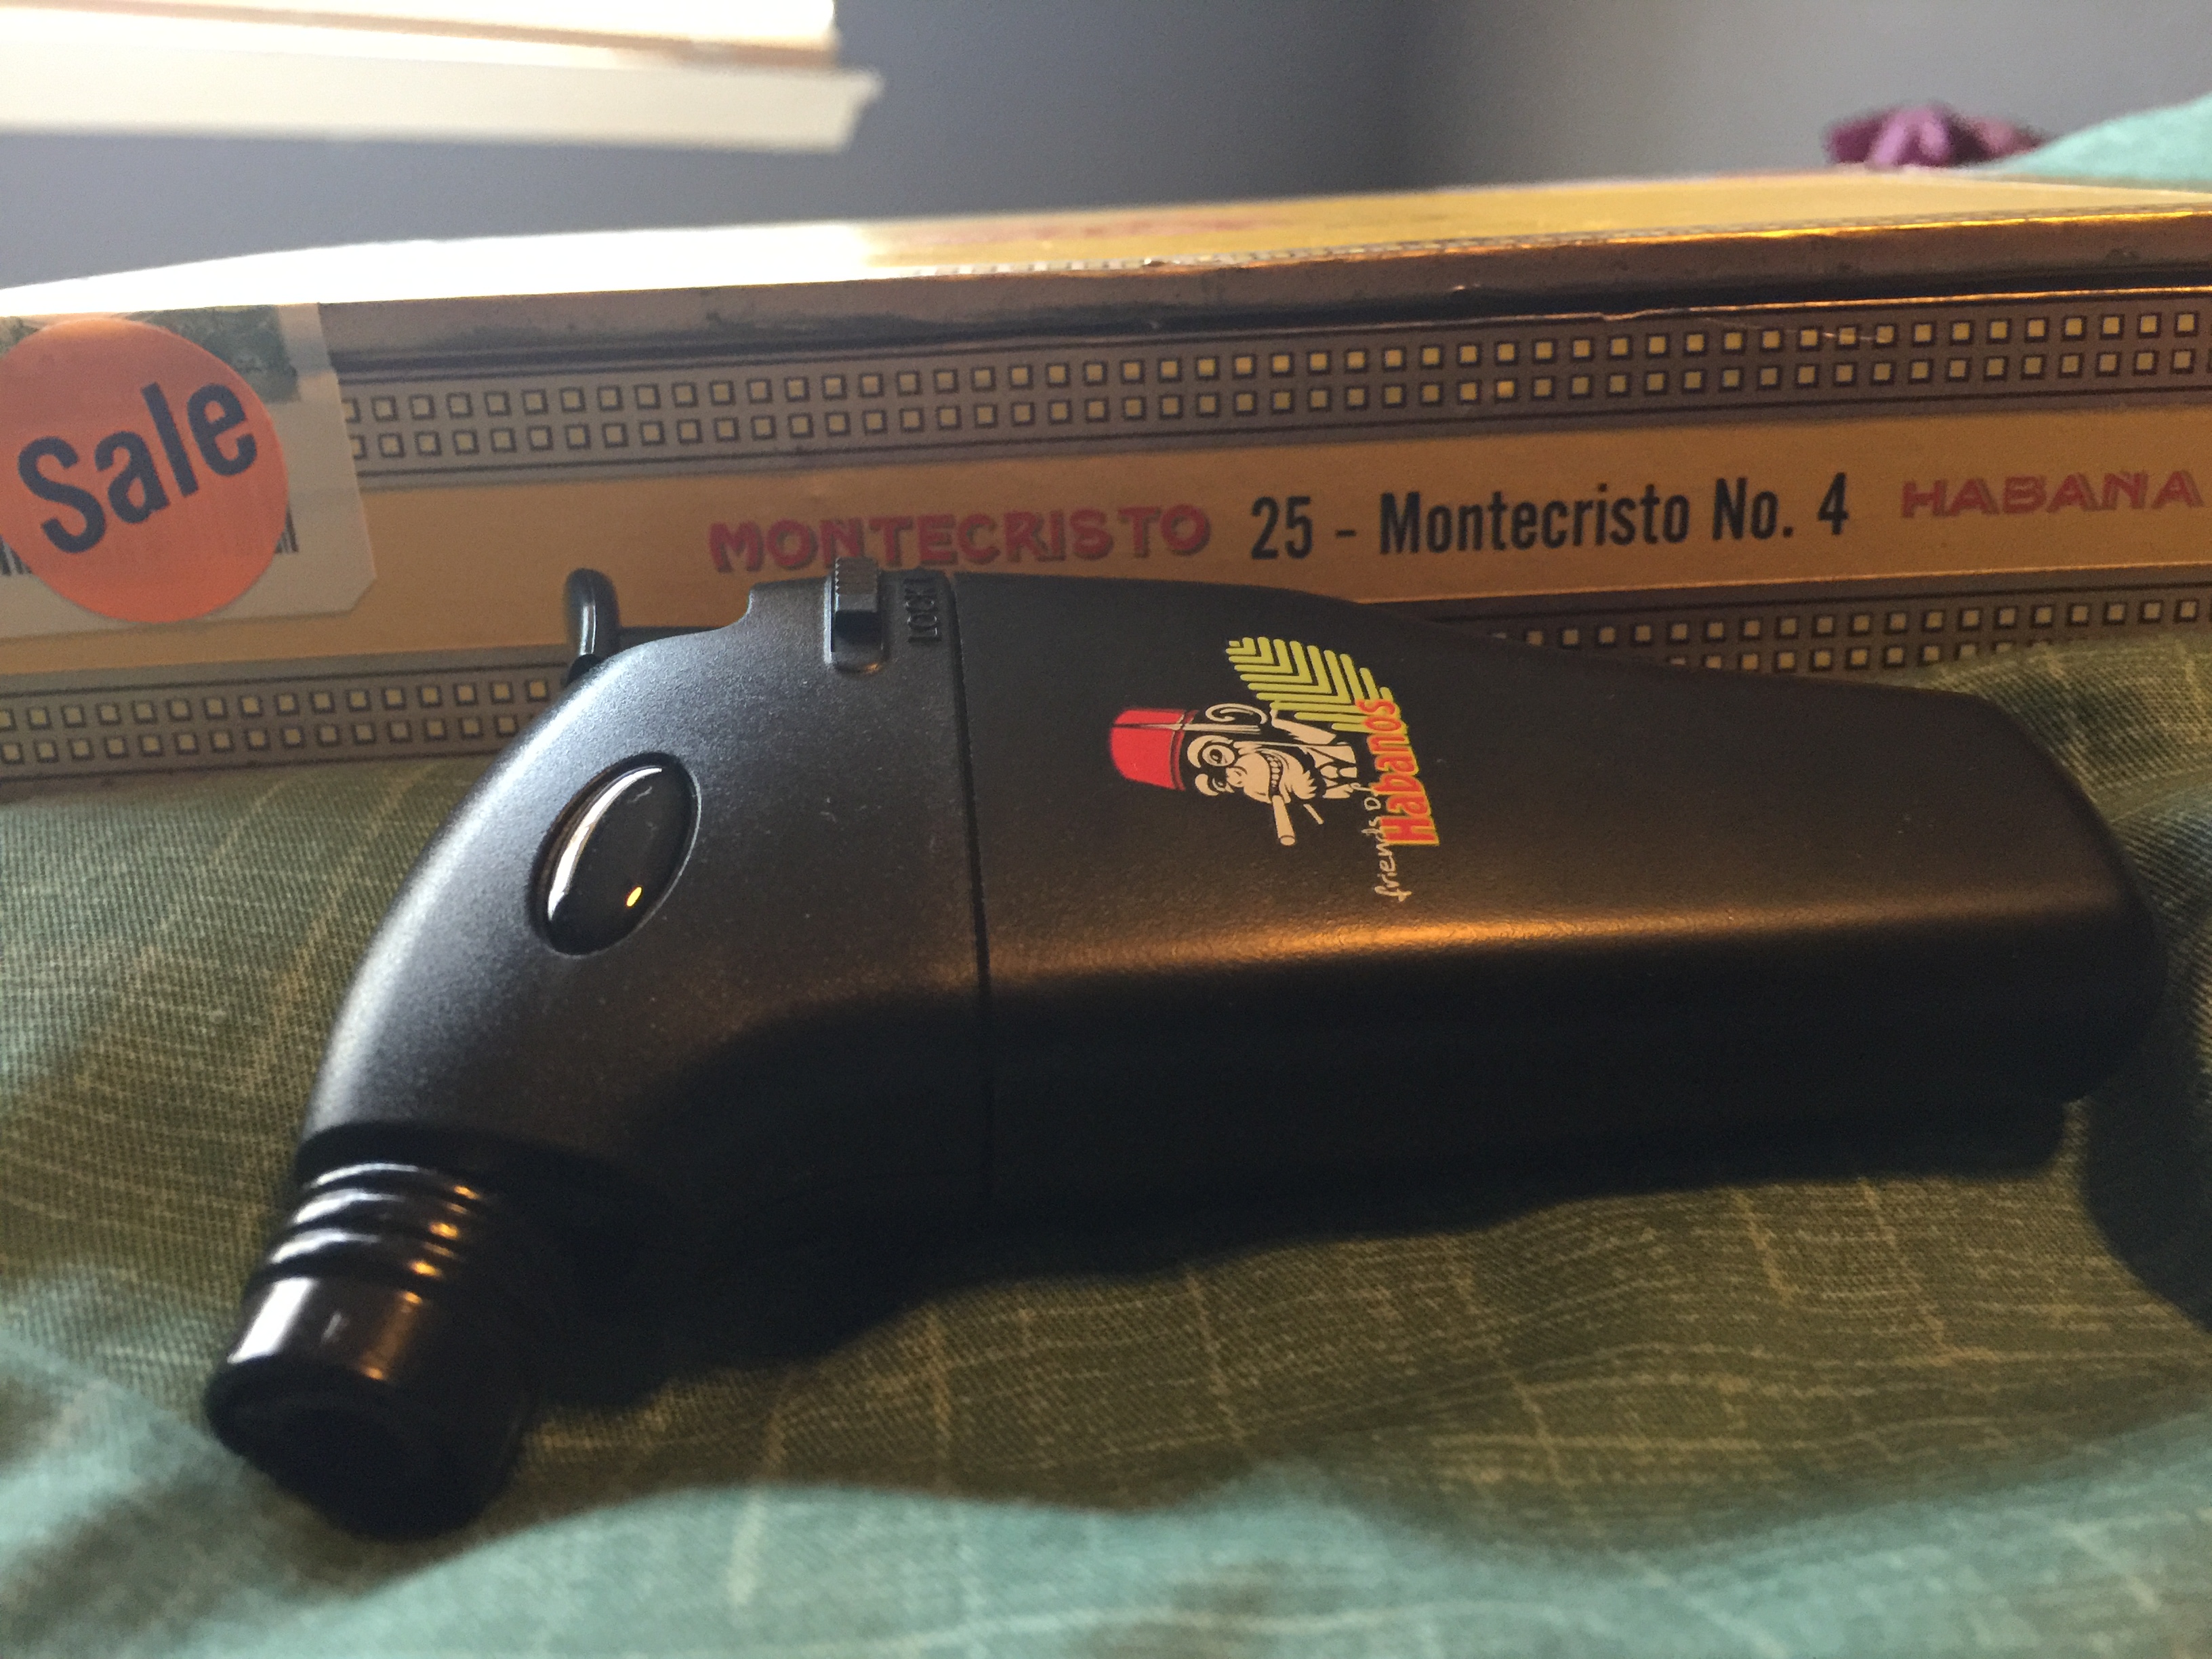 Sale
MONTECRISTO 25 - Montecristo No. 4 HABANA
LOCK
friends of
Habanos